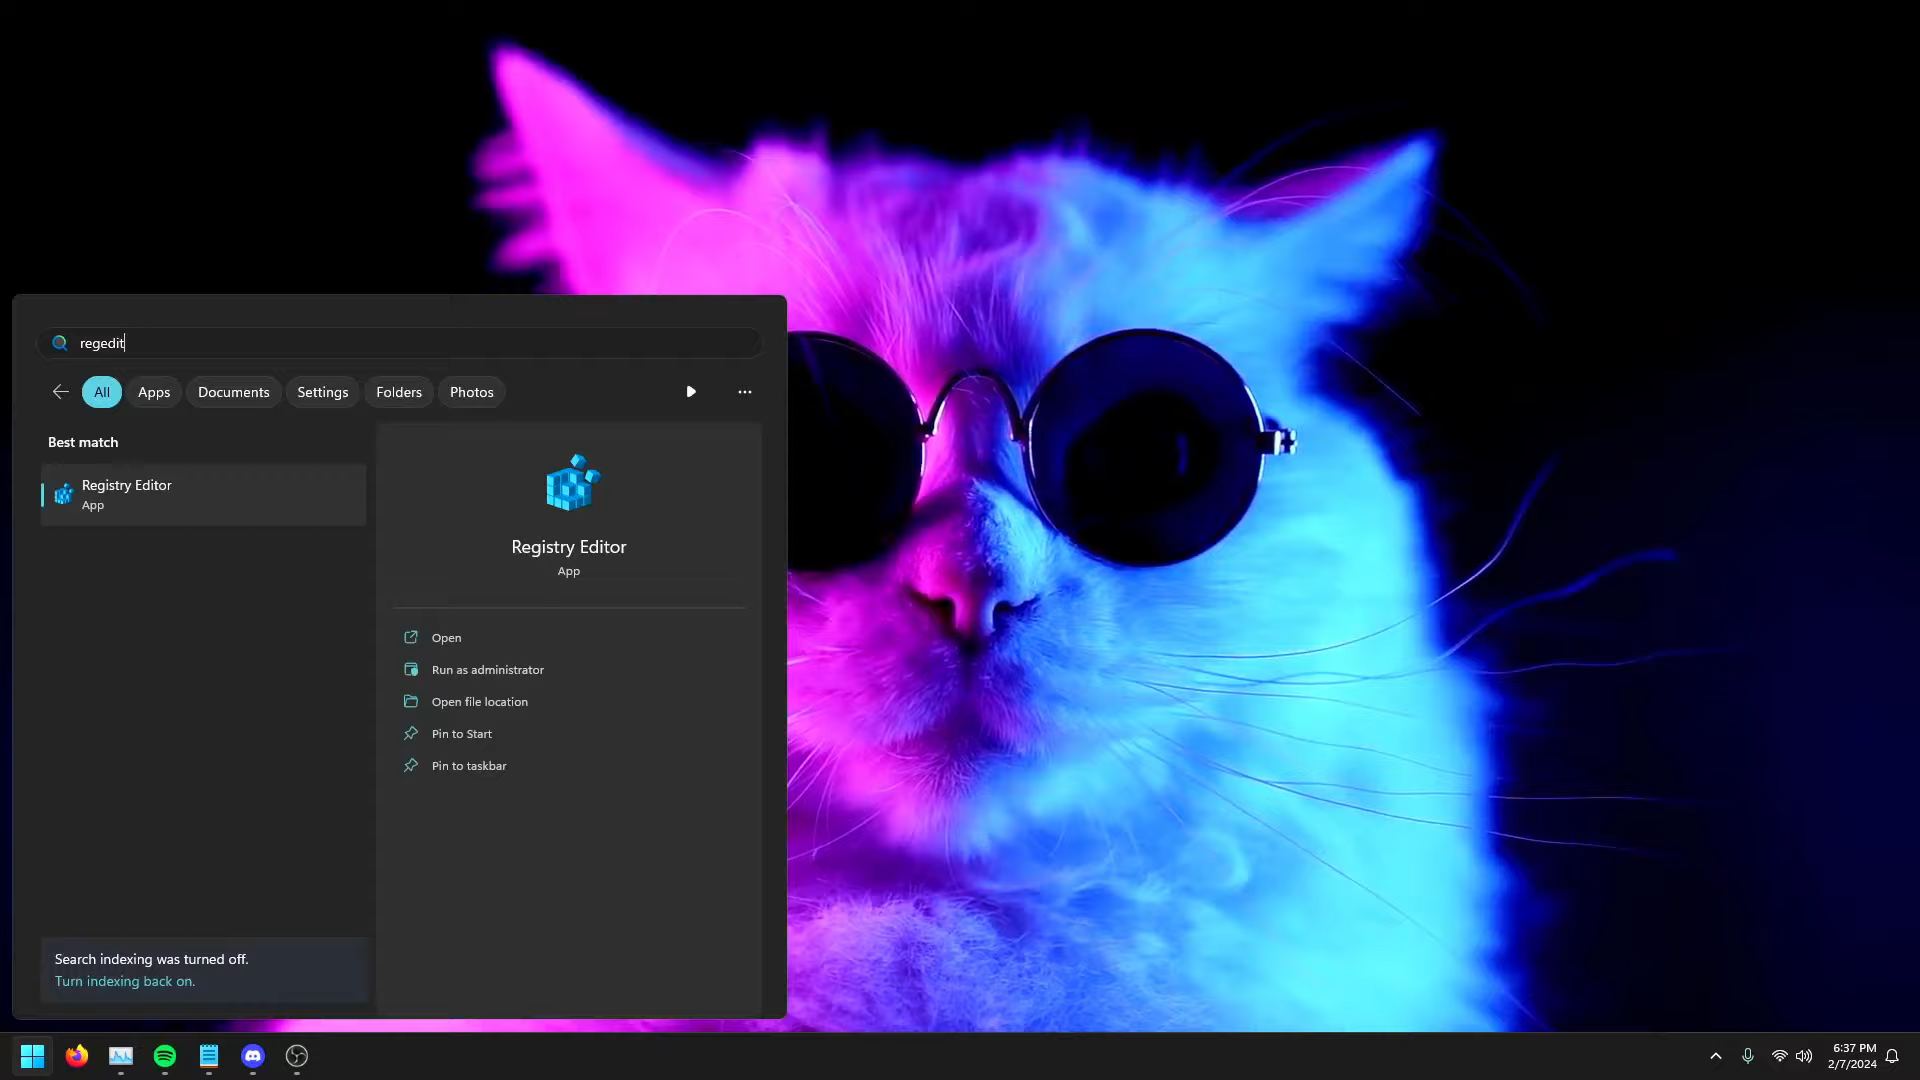 regedit
All
Apps
Documents
Settings
Folders
Photos
Best match
Registry Editor
App
Registry Editor
App
Open
Run as administrator
Open file location
Pin to Start
Pin to taskbar
Search indexing was turned off.
Turn indexing back on.
6:37 PM
2/7/2024